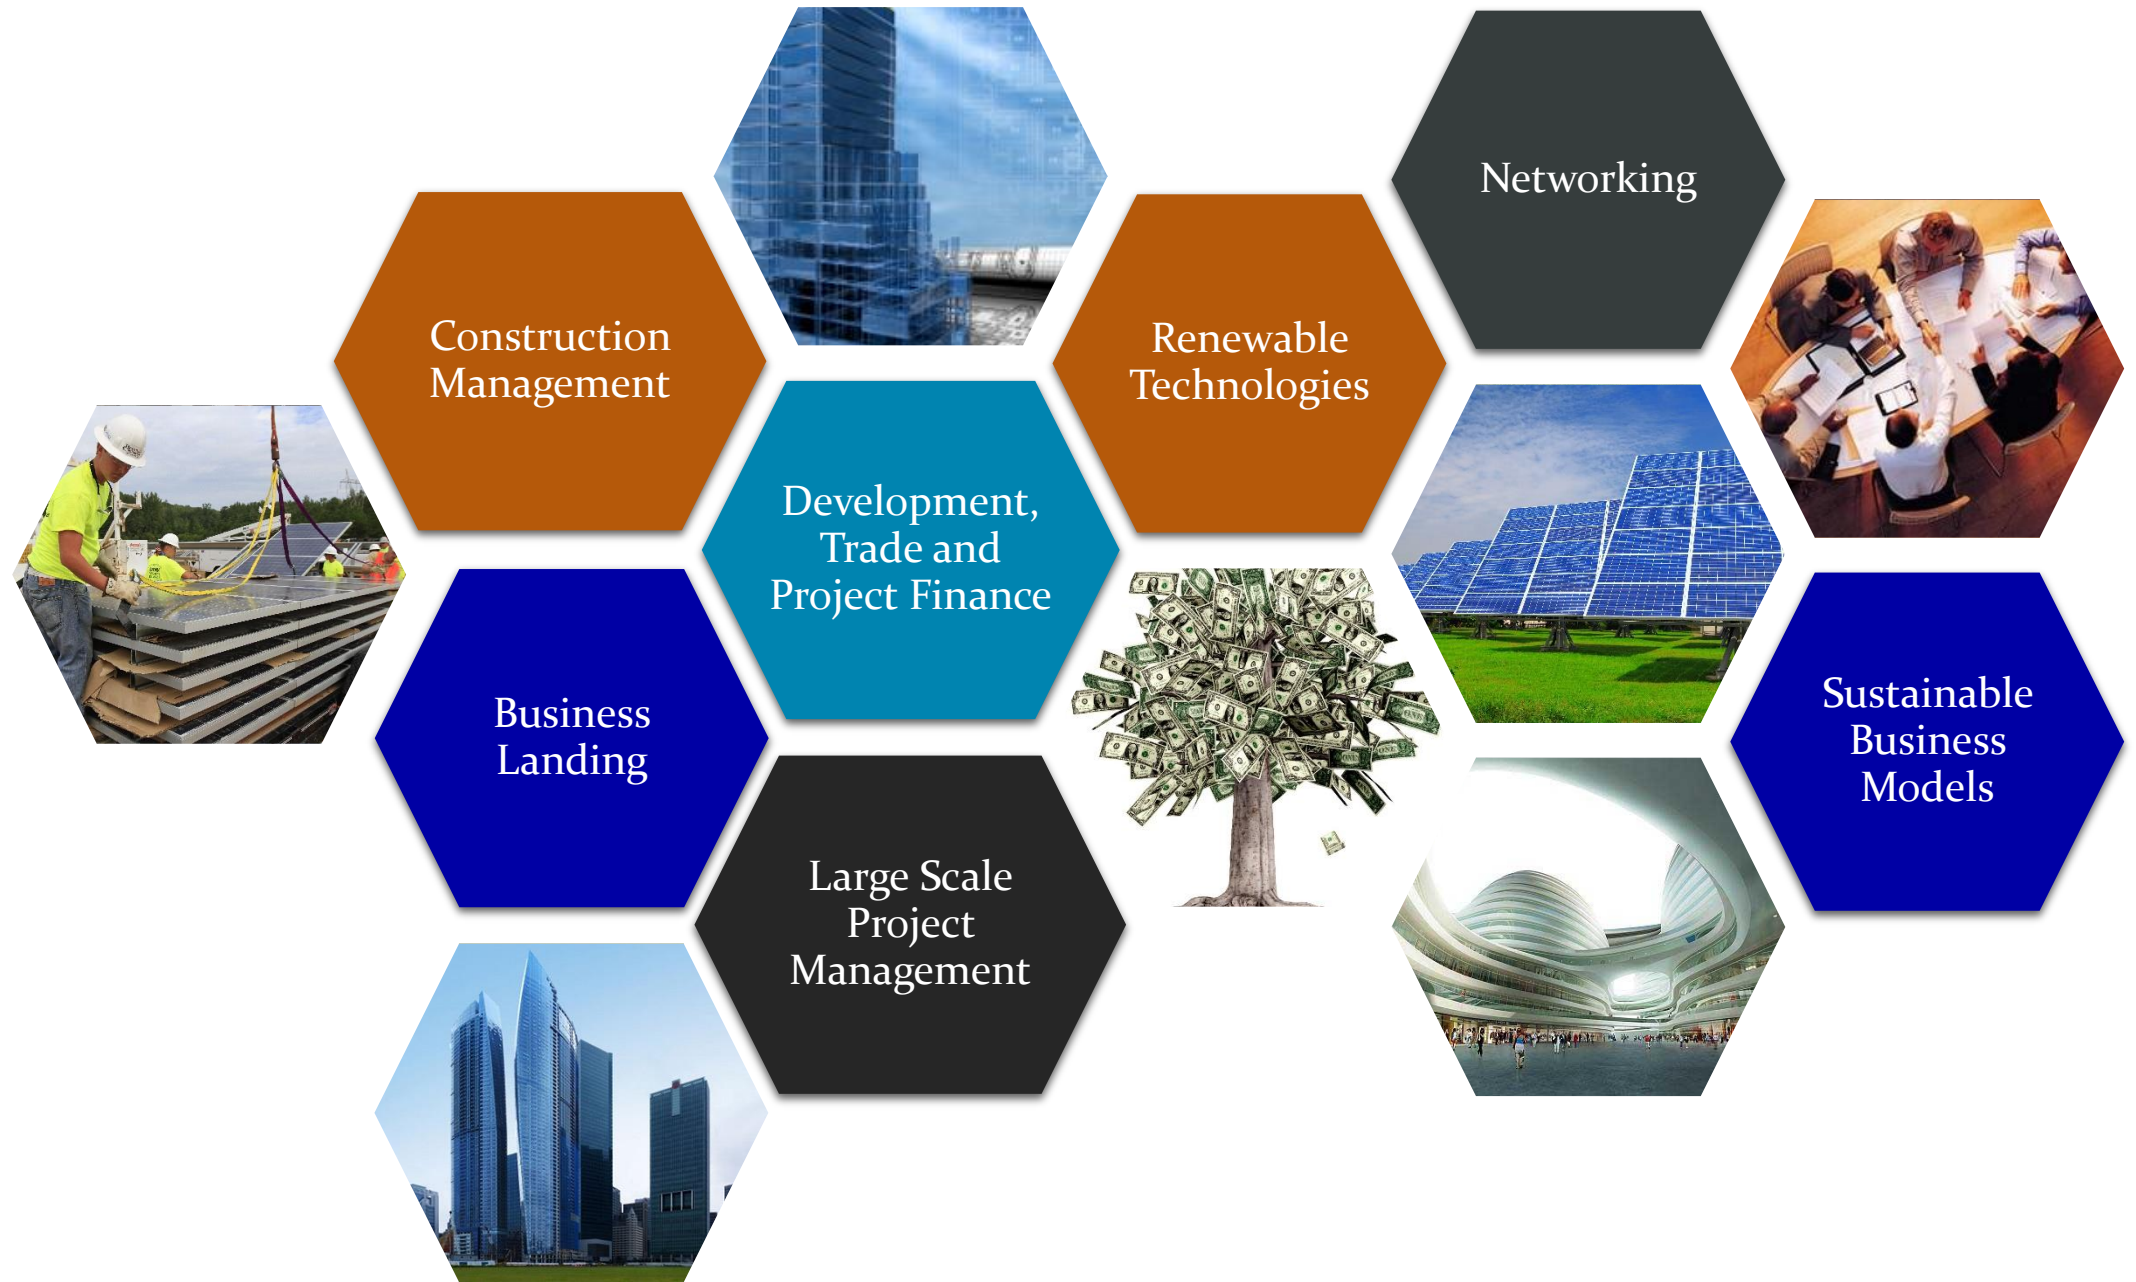 Construction
Management
Development,
Trade and
Project Finance
Renewable
Technologies
Networking
Business
Landing
Large Scale
Project
Management
Sustainable
Business
Models